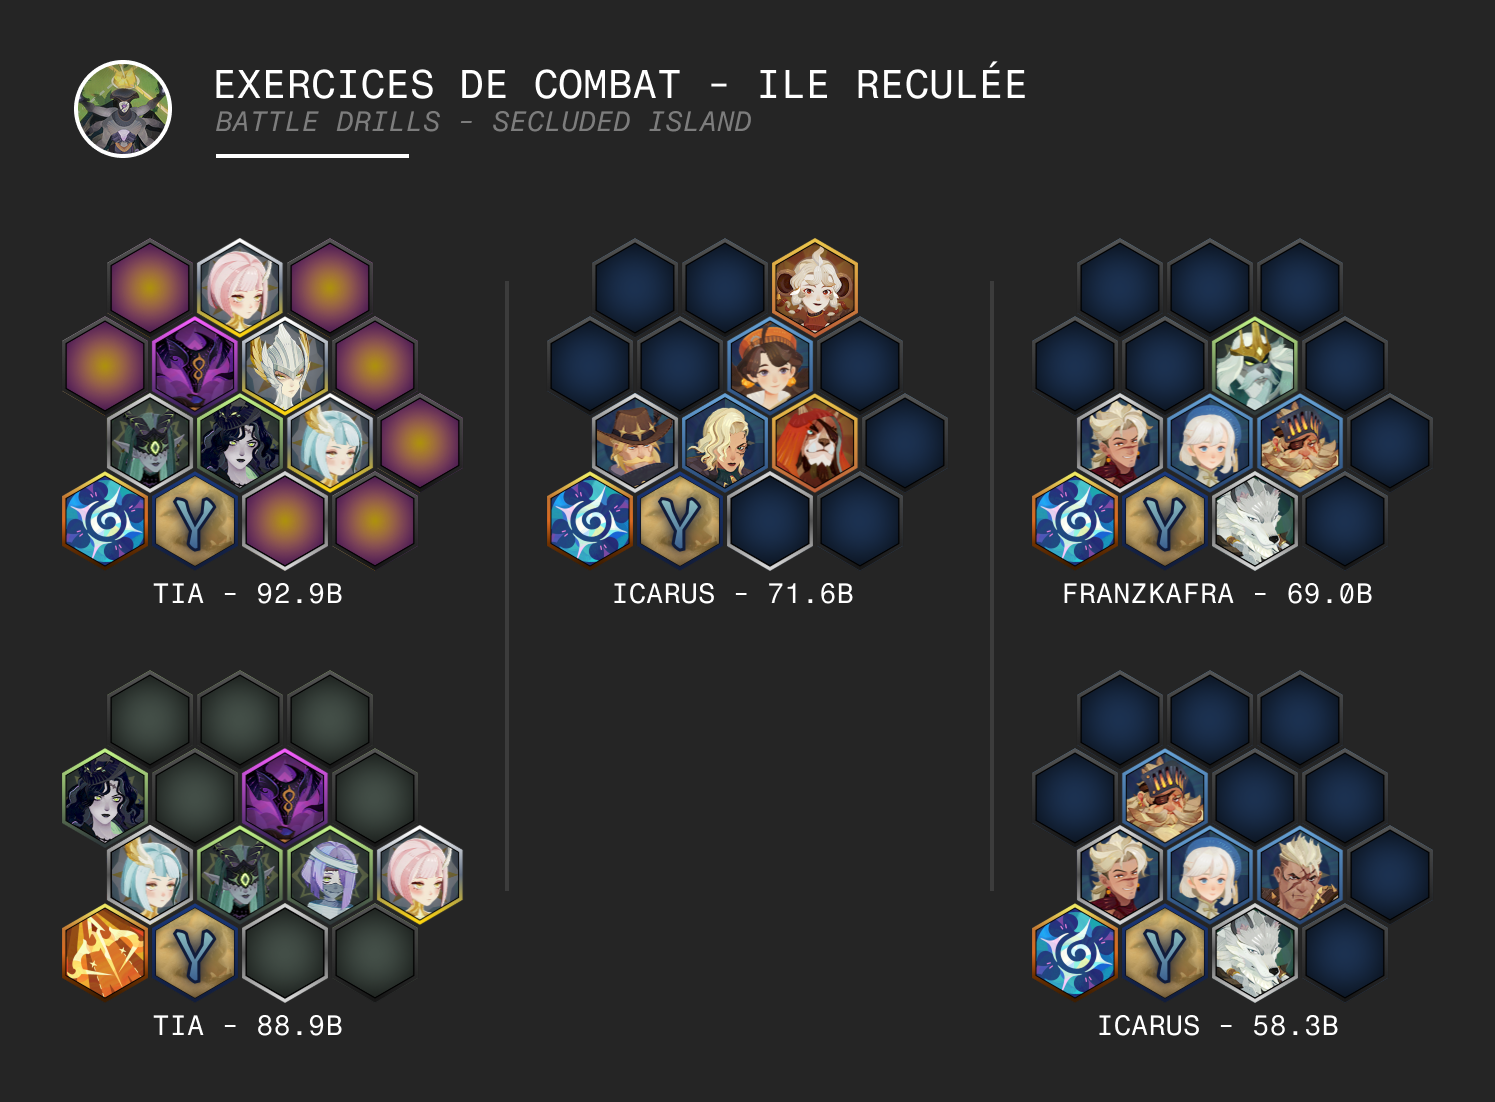 EXERCICES DE COMBAT - ILE RECULÉE
BATTLE DRILLS - SECLUDED ISLAND
TIA - 92.9B
ICARUS - 71.6B
FRANZKAFRA - 69.0B
TIA - 88.9B
ICARUS - 58.3B